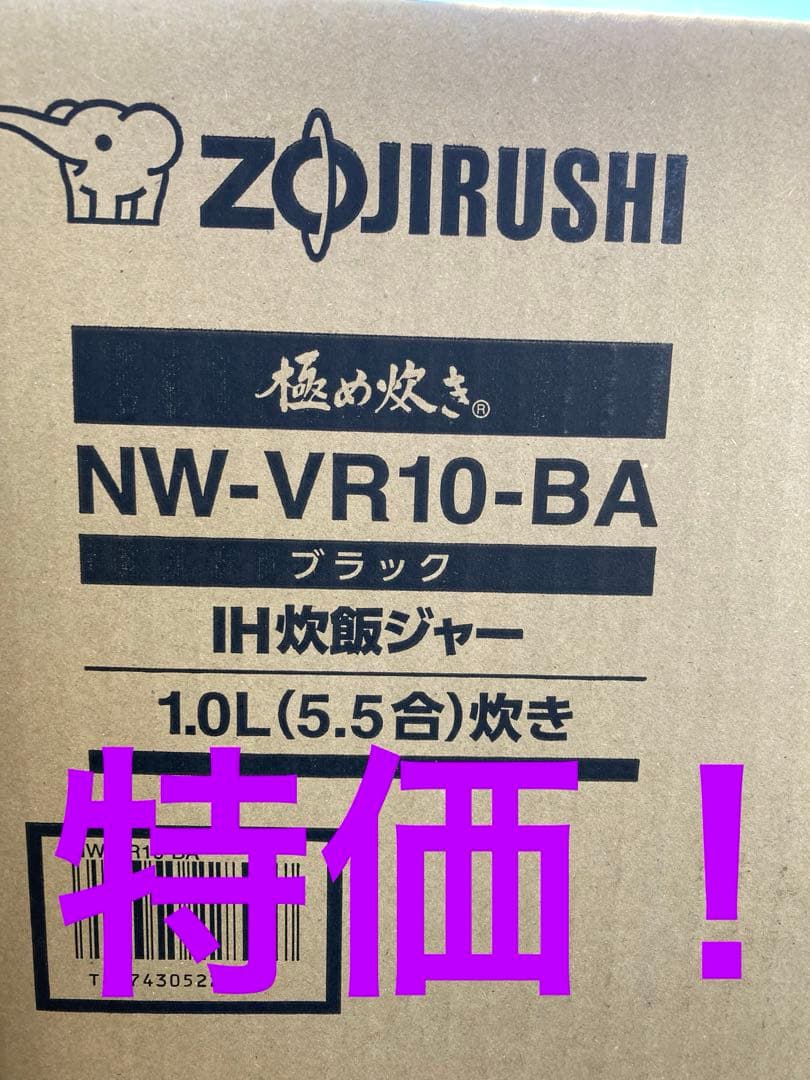 ZOJIRUSHI
極め炊き®
NW-VR10-BA
ブラック
IH炊飯ジャー
1.0L(5.5合)炊き
特価！